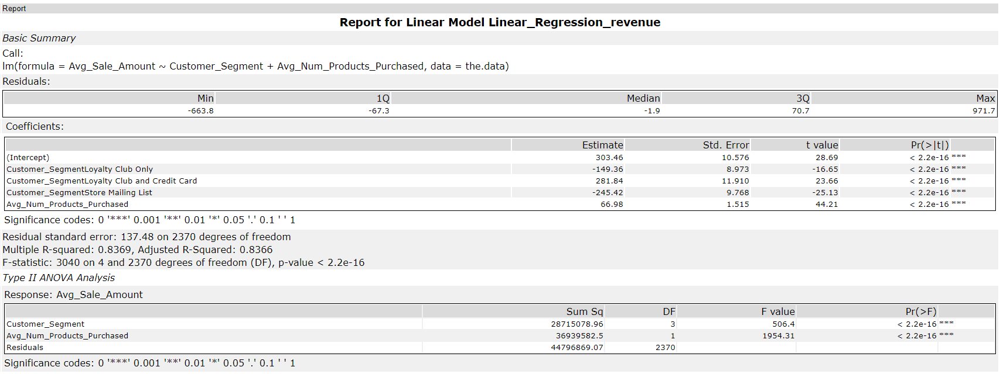 Report
Report for Linear Model Linear_Regression_revenue
Basic Summary
Call:
lm(formula = Avg_Sale_Amount ~ Customer_Segment + Avg_Num_Products_Purchased, data = the.data)
Residuals:
Min 1Q Median 3Q Max
-663.8 -67.3 -1.9 70.7 971.7
Coefficients:
Estimate Std. Error t value Pr(>|t|)
(Intercept) 303.46 10.576 28.69 < 2.2e-16 ***
Customer_SegmentLoyalty Club Only -149.36 8.973 -16.65 < 2.2e-16 ***
Customer_SegmentLoyalty Club and Credit Card 281.84 11.910 23.66 < 2.2e-16 ***
Customer_SegmentStore Mailing List -245.42 9.768 -25.13 < 2.2e-16 ***
Avg_Num_Products_Purchased 66.98 1.515 44.21 < 2.2e-16 ***
Significance codes: 0 '***' 0.001 '**' 0.01 '*' 0.05 '.' 0.1 ' ' 1
Residual standard error: 137.48 on 2370 degrees of freedom
Multiple R-squared: 0.8369, Adjusted R-Squared: 0.8366
F-statistic: 3040 on 4 and 2370 degrees of freedom (DF), p-value < 2.2e-16
Type II ANOVA Analysis
Response: Avg_Sale_Amount
Sum Sq DF F value Pr(>F)
Customer_Segment 28715078.96 3 506.4 < 2.2e-16 ***
Avg_Num_Products_Purchased 36939582.5 1 1954.31 < 2.2e-16 ***
Residuals 44796869.07 2370
Significance codes: 0 '***' 0.001 '**' 0.01 '*' 0.05 '.' 0.1 ' ' 1